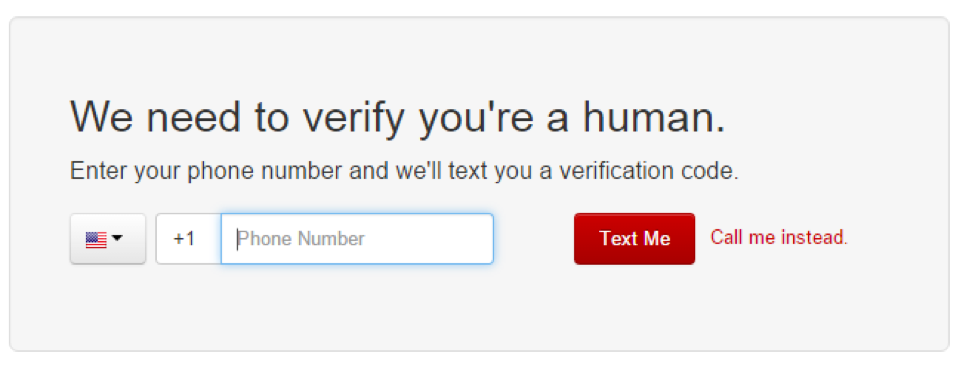 We need to verify you're a human.
Enter your phone number and we'll text you a verification code.
+1 Phone Number Text Me Call me instead.